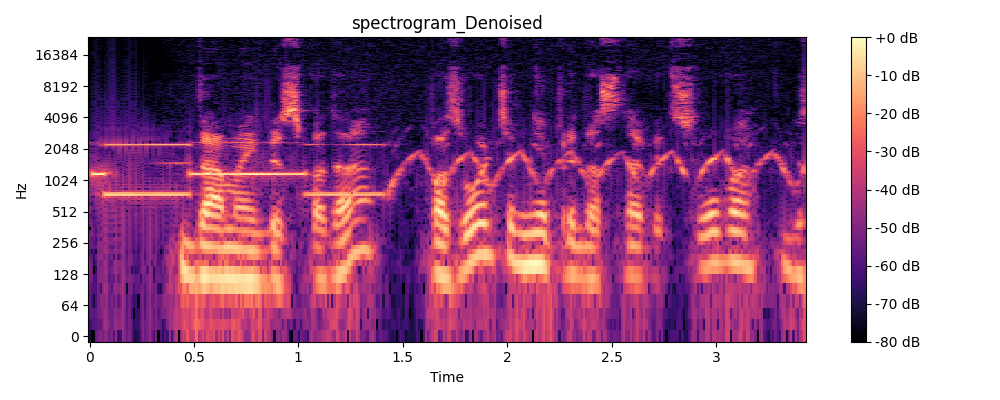 spectrogram_Denoised
16384
8192
4096
2048
1024
512
256
128
64
0
Hz
0 0.5 1 1.5 2 2.5 3
Time
+0 dB
-10 dB
-20 dB
-30 dB
-40 dB
-50 dB
-60 dB
-70 dB
-80 dB